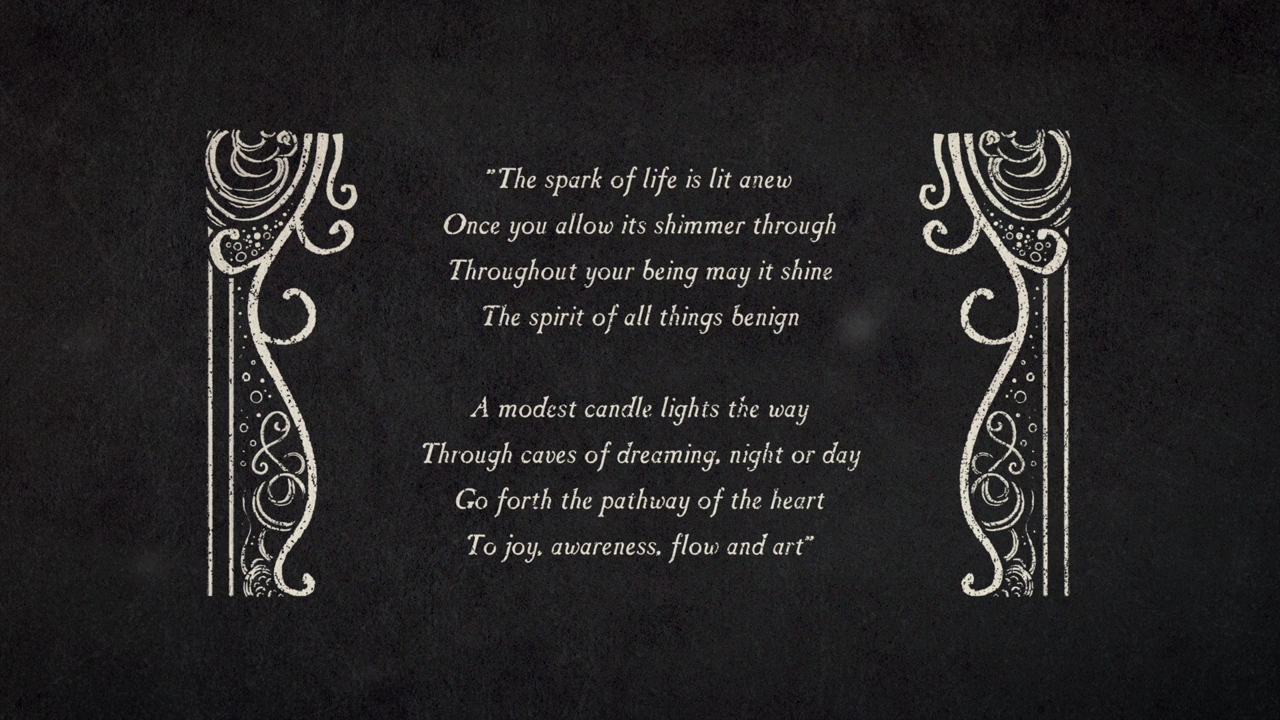 "The spark of life is lit anew
Once you allow its shimmer through
Throughout your being may it shine
The spirit of all things benign
A modest candle lights the way
Through caves of dreaming, night or day
Go forth the pathway of the heart
To joy, awareness, flow and art"